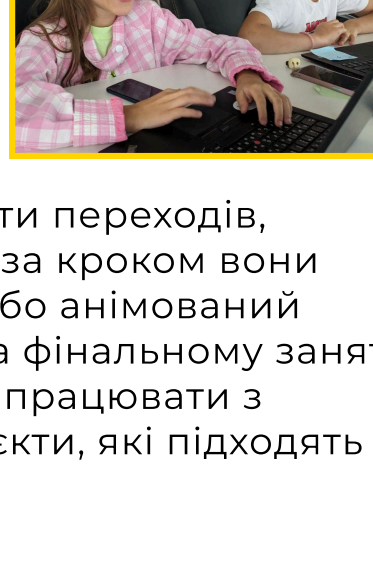 ти переходів,
за кроком вони
бо анімований
а фінальному занят
працювати з
єкти, які підходять